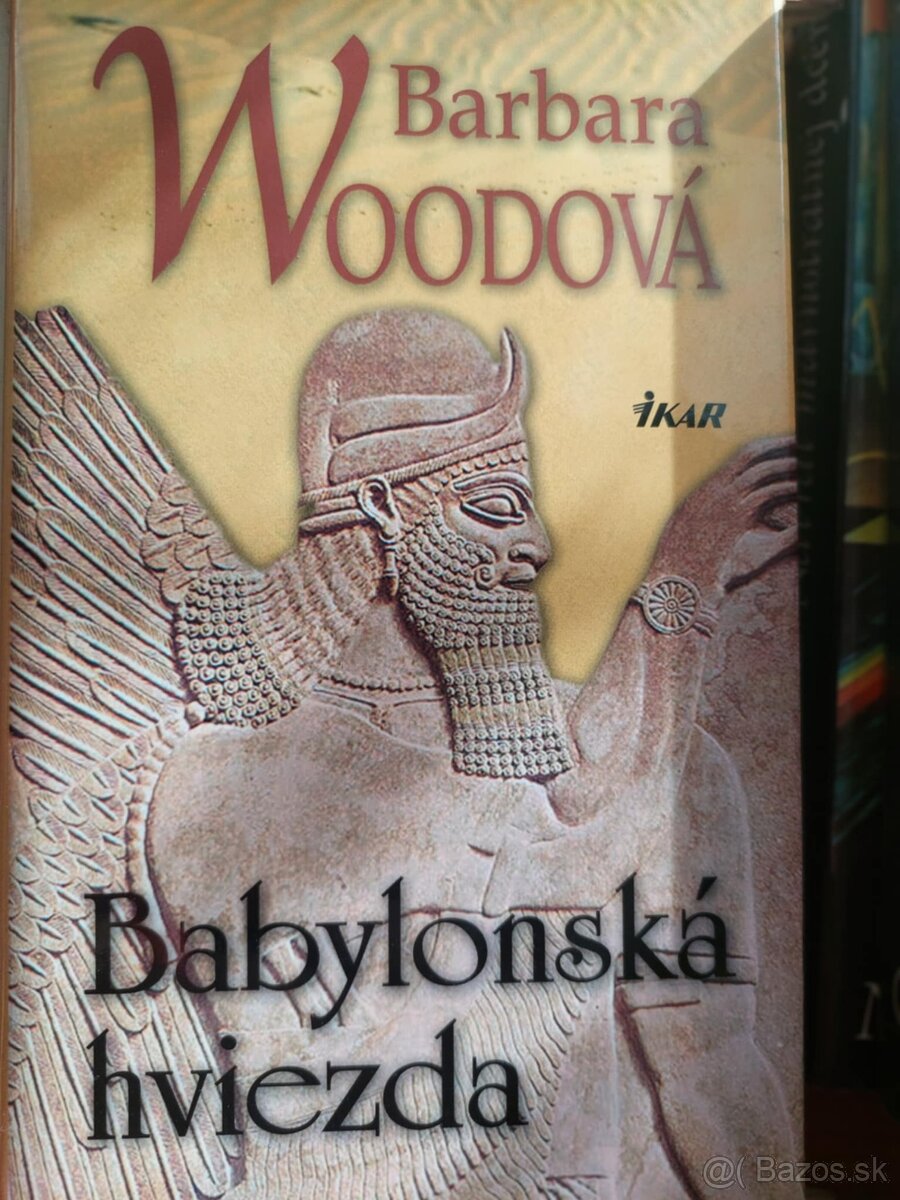 Barbara
WOODOVÁ
iKAR
Babylonská
hviezda
@( Bazos.sk